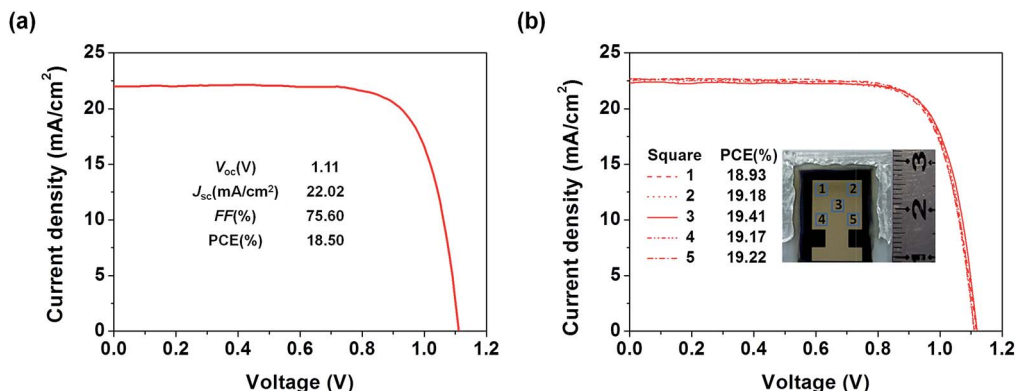 (a)
25
20
15
10
5
0
0.0 0.2 0.4 0.6 0.8 1.0 1.2
Current density (mA/cm²)
Voltage (V)
Voc(V) 1.11
Jsc(mA/cm²) 22.02
FF(%) 75.60
PCE(%) 18.50
(b)
25
20
15
10
5
0
0.0 0.2 0.4 0.6 0.8 1.0 1.2
Current density (mA/cm²)
Voltage (V)
Square PCE(%)
1 18.93
2 19.18
3 19.41
4 19.17
5 19.22
1 2
3
4 5
3
2
1